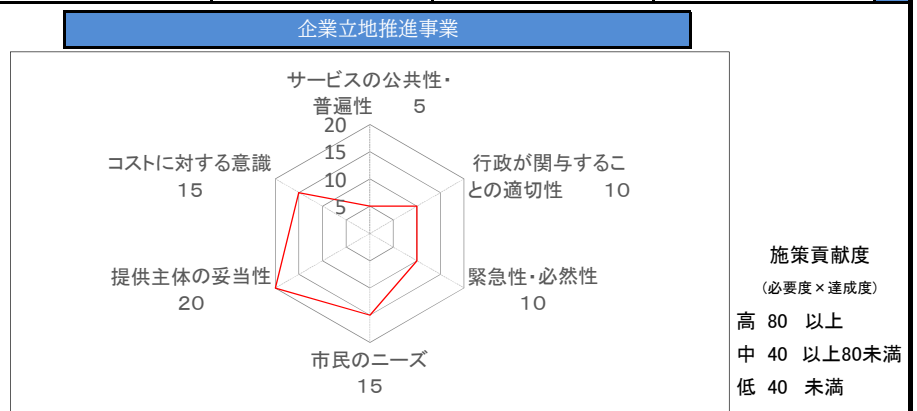 企業立地推進事業
サービスの公共性・
普遍性 5
20
15
10
5
コストに対する意識
15
行政が関与するこ
との適切性 10
提供主体の妥当性
20
緊急性・必然性
10
市民のニーズ
15
施策貢献度
(必要度×達成度)
高 80 以上
中 40 以上80未満
低 40 未満